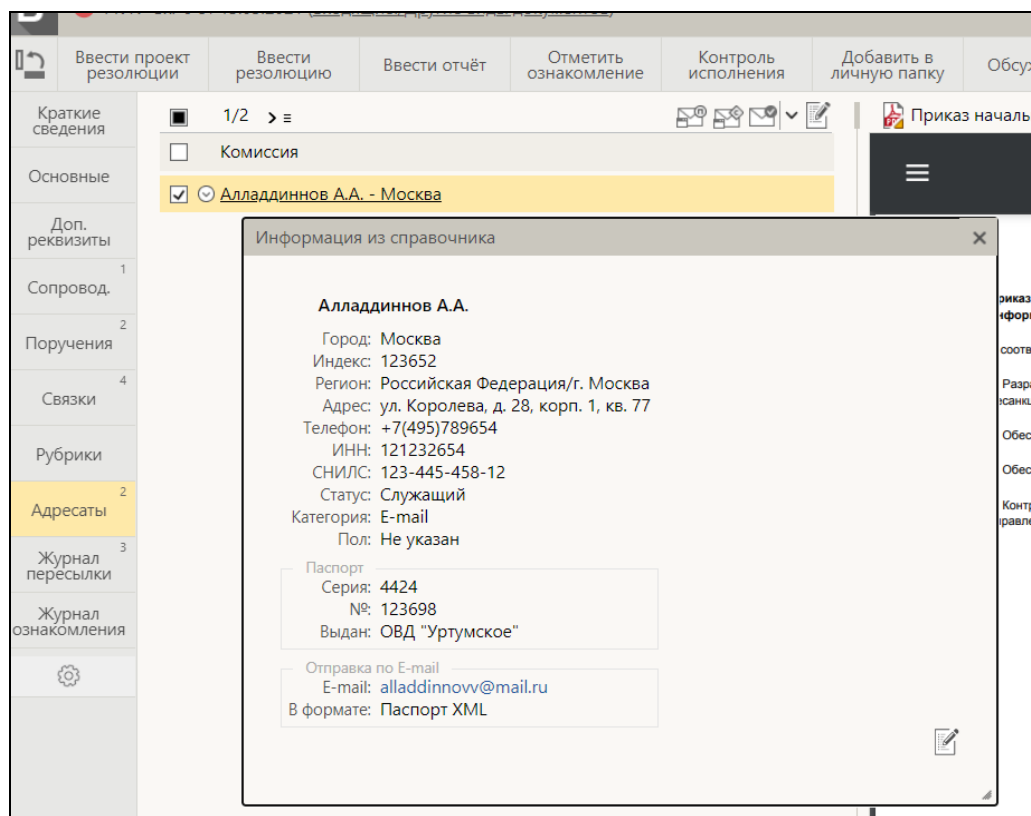 Ввести проект резолюции
Ввести резолюцию
Ввести отчёт
Отметить ознакомление
Контроль исполнения
Добавить в личную папку
Краткие сведения
Основные
Доп. реквизиты
Сопровод. 1
Поручения 2
Связки 4
Рубрики
Адресаты 2
Журнал пересылки 3
Журнал ознакомления
1/2
Комиссия
Алладдиннов А.А. - Москва
Приказ
Информация из справочника
Алладдиннов А.А.
Город: Москва
Индекс: 123652
Регион: Российская Федерация/г. Москва
Адрес: ул. Королева, д. 28, корп. 1, кв. 77
Телефон: +7(495)789654
ИНН: 121232654
СНИЛС: 123-445-458-12
Статус: Служащий
Категория: E-mail
Пол: Не указан
Паспорт
Серия: 4424
№: 123698
Выдан: ОВД "Уртумское"
Отправка по E-mail
E-mail: alladdinnovv@mail.ru
В формате: Паспорт XML